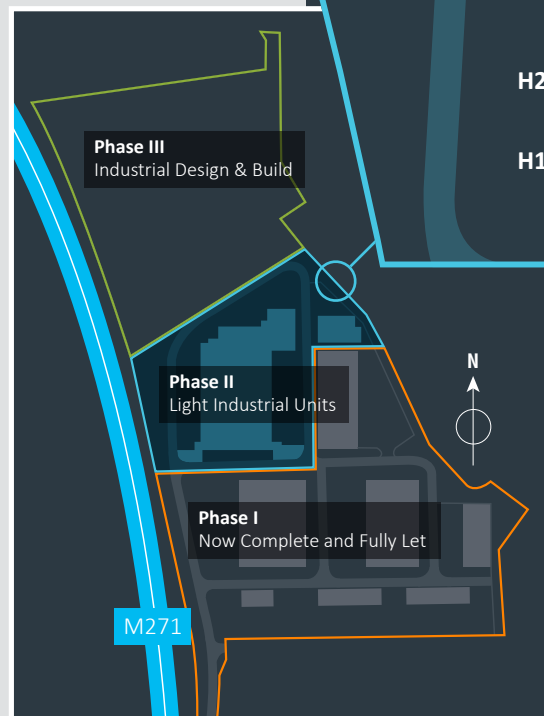 H2
H1
Phase III
Industrial Design & Build
Phase II
Light Industrial Units
N
Phase I
Now Complete and Fully Let
M271